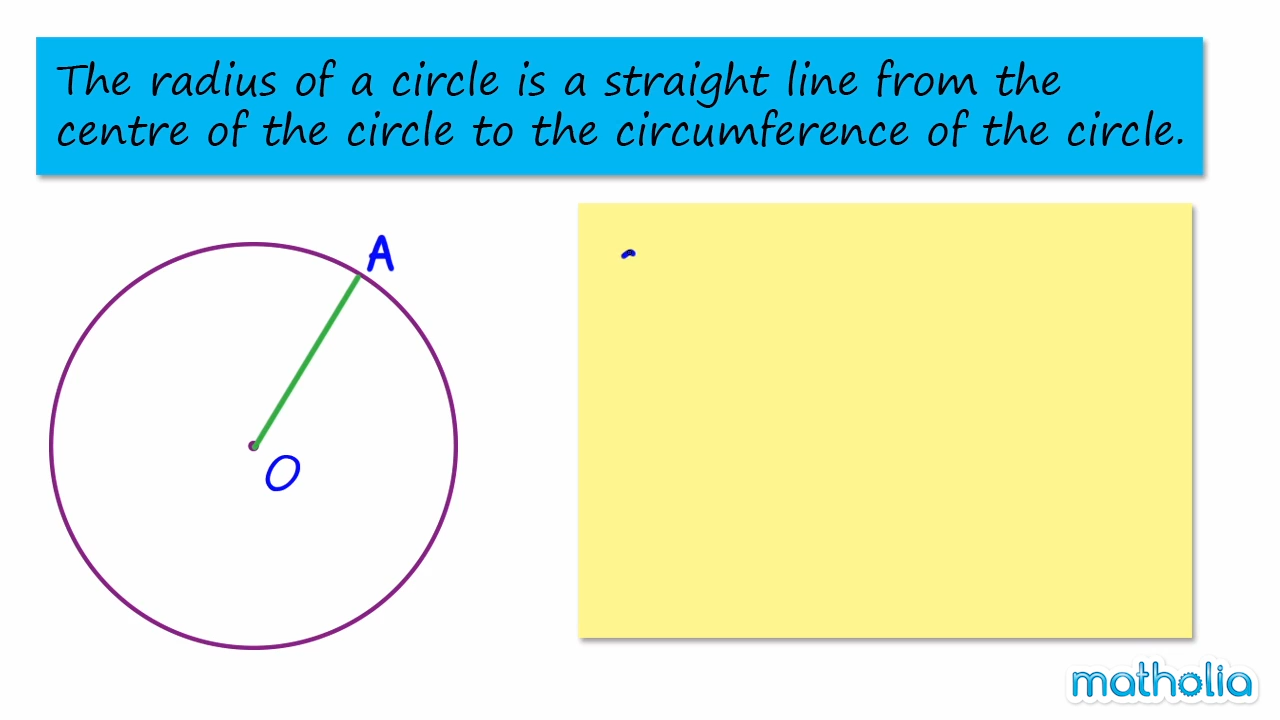 The radius of a circle is a straight line from the
centre of the circle to the circumference of the circle.
A
O
matholia